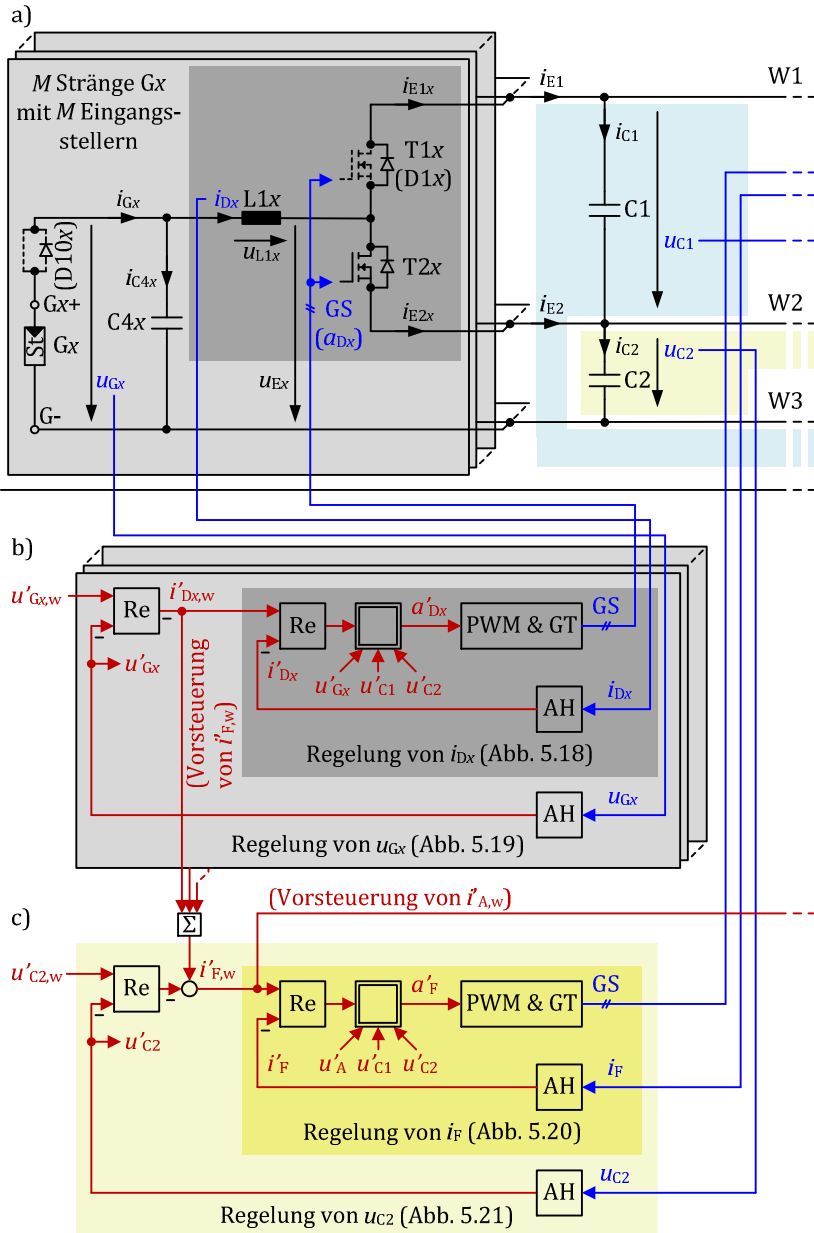 a)
M Stränge Gx
mit M Eingangs-
stellern
iE1x
iE1
W1
T1x
(D1x)
iC1
C1
uC1
iGx
iDx
L1x
uL1x
(D10x)
iC4x
T2x
Gx+
C4x
GS
(aDx)
iE2x
iE2
W2
St
Gx
iC2
uC2
C2
uGx
uEx
G-
W3
b)
u'Gx,w
Re
i'Dx,w
a'Dx
GS
Re
PWM & GT
u'Gx
i'Dx
u'Gx
u'C1
u'C2
(Vorsteuerung
von i'F,w)
AH
iDx
Regelung von iDx (Abb. 5.18)
AH
uGx
Regelung von uGx (Abb. 5.19)
(Vorsteuerung von i'A,w)
c)
Σ
u'C2,w
Re
i'F,w
a'F
GS
Re
PWM & GT
u'C2
i'F
u'A
u'C1
u'C2
AH
iF
Regelung von iF (Abb. 5.20)
AH
uC2
Regelung von uC2 (Abb. 5.21)